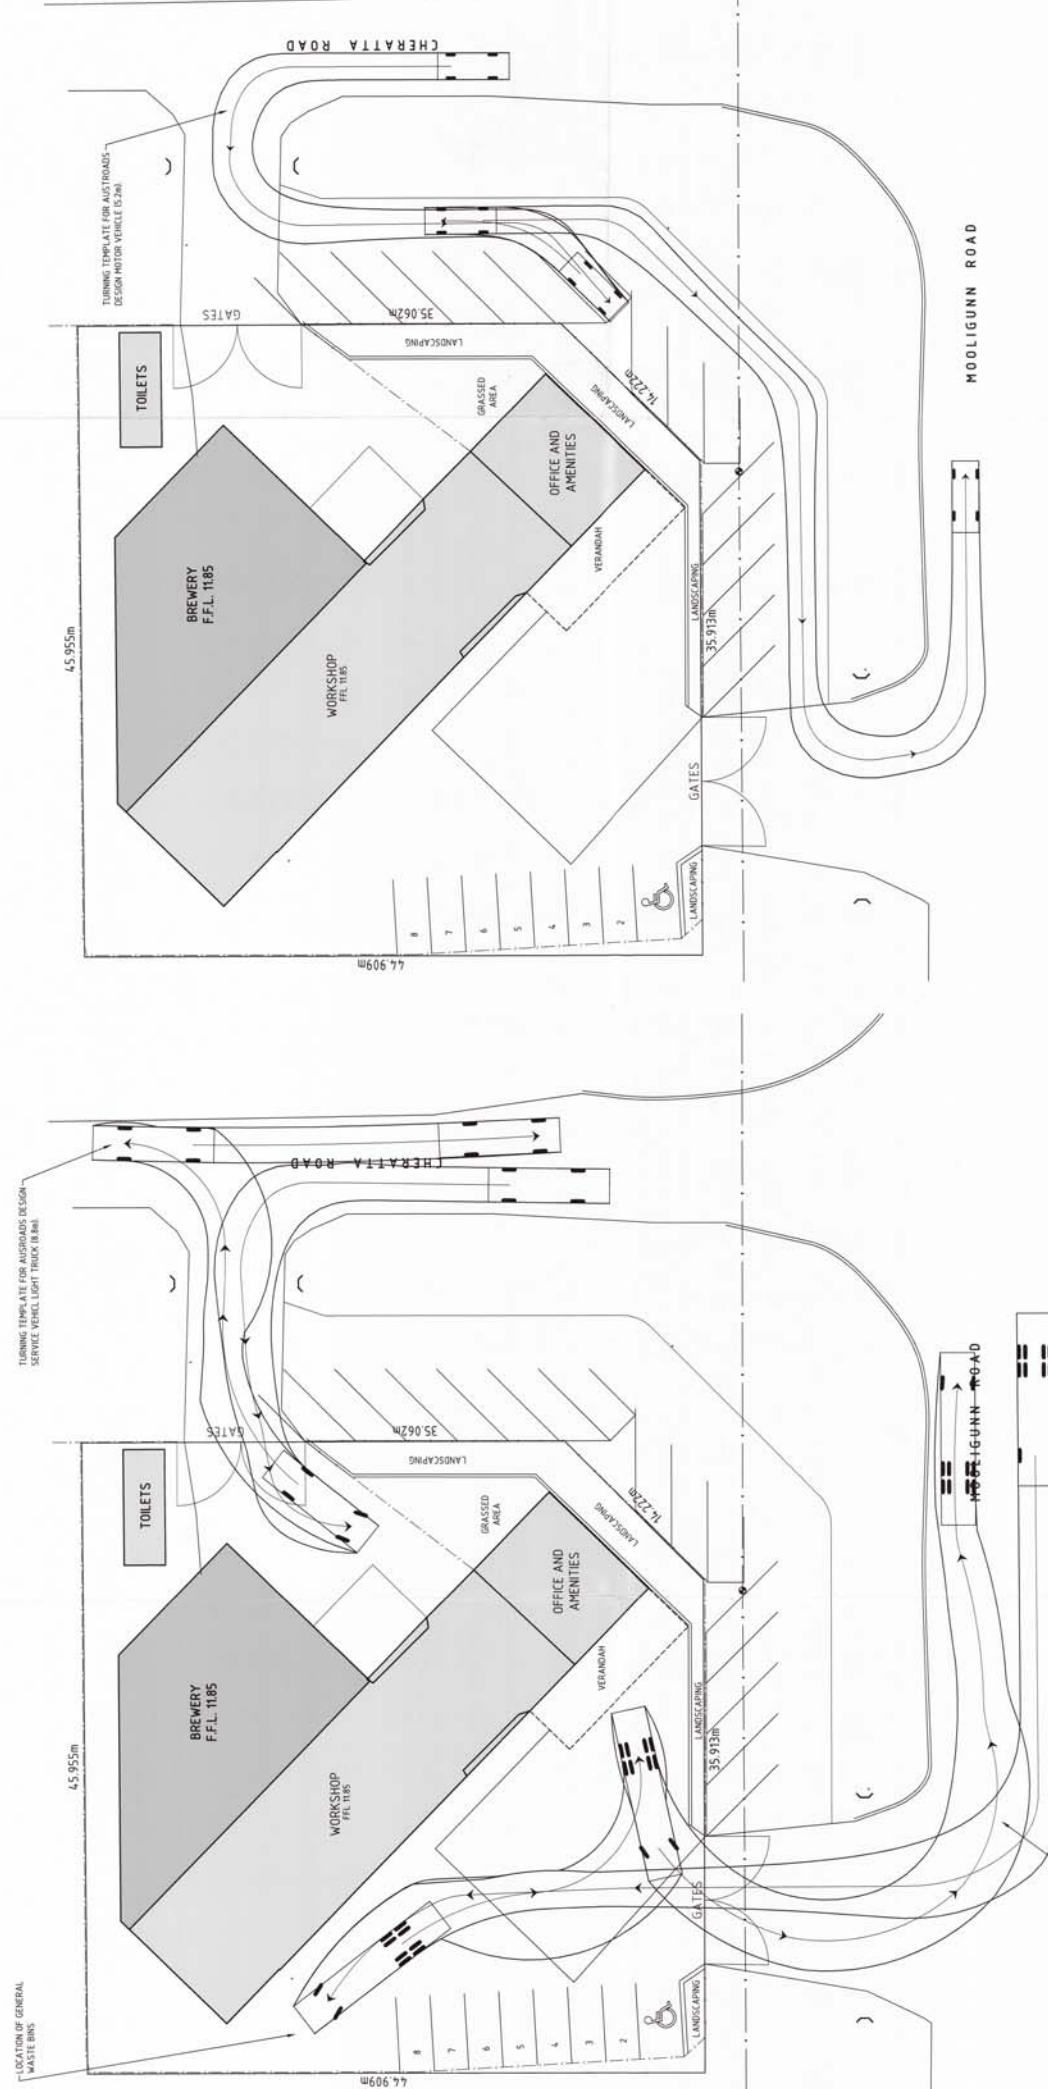 CHERATTA ROAD
TURNING TEMPLATE FOR AUSTROADS
DESIGN MOTOR VEHICLE (5.2m).
MOOLIGUNN ROAD
GATES
35.062m
LANDSCAPING
TOILETS
GRASSED
AREA
14.222m
LANDSCAPING
OFFICE AND
AMENITIES
BREWERY
F.F.L. 11.85
VERANDAH
45.955m
LANDSCAPING
35.913m
WORKSHOP
FFL 11.85
GATES
LANDSCAPING
8
7
6
5
4
3
2
44.909m
TURNING TEMPLATE FOR AUSROADS DESIGN
SERVICE VEHICL LIGHT TRUCK (8.8m).
CHERATTA ROAD
MOOLIGUNN ROAD
GATES
35.062m
LANDSCAPING
TOILETS
GRASSED
AREA
14.222m
LANDSCAPING
OFFICE AND
AMENITIES
BREWERY
F.F.L. 11.85
VERANDAH
45.955m
LANDSCAPING
35.913m
WORKSHOP
FFL 11.85
GATES
LOCATION OF GENERAL
WASTE BINS
LANDSCAPING
8
7
6
5
4
3
2
44.909m